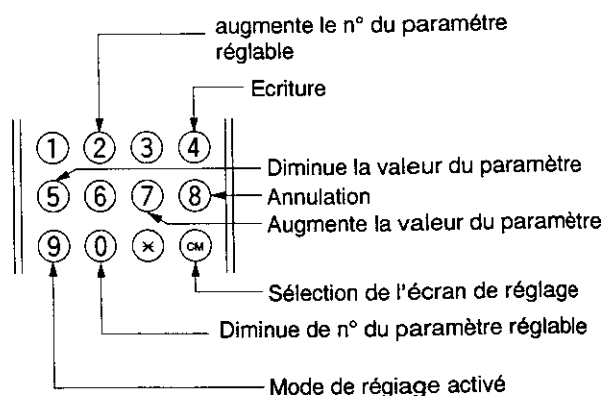 augmente le n° du paramétre
réglable
Ecriture
1 2 3 4
Diminue la valeur du paramètre
5 6 7 8
Annulation
Augmente la valeur du paramètre
9 0 * CM
Sélection de l'écran de réglage
Diminue de n° du paramètre réglable
Mode de régiage activé